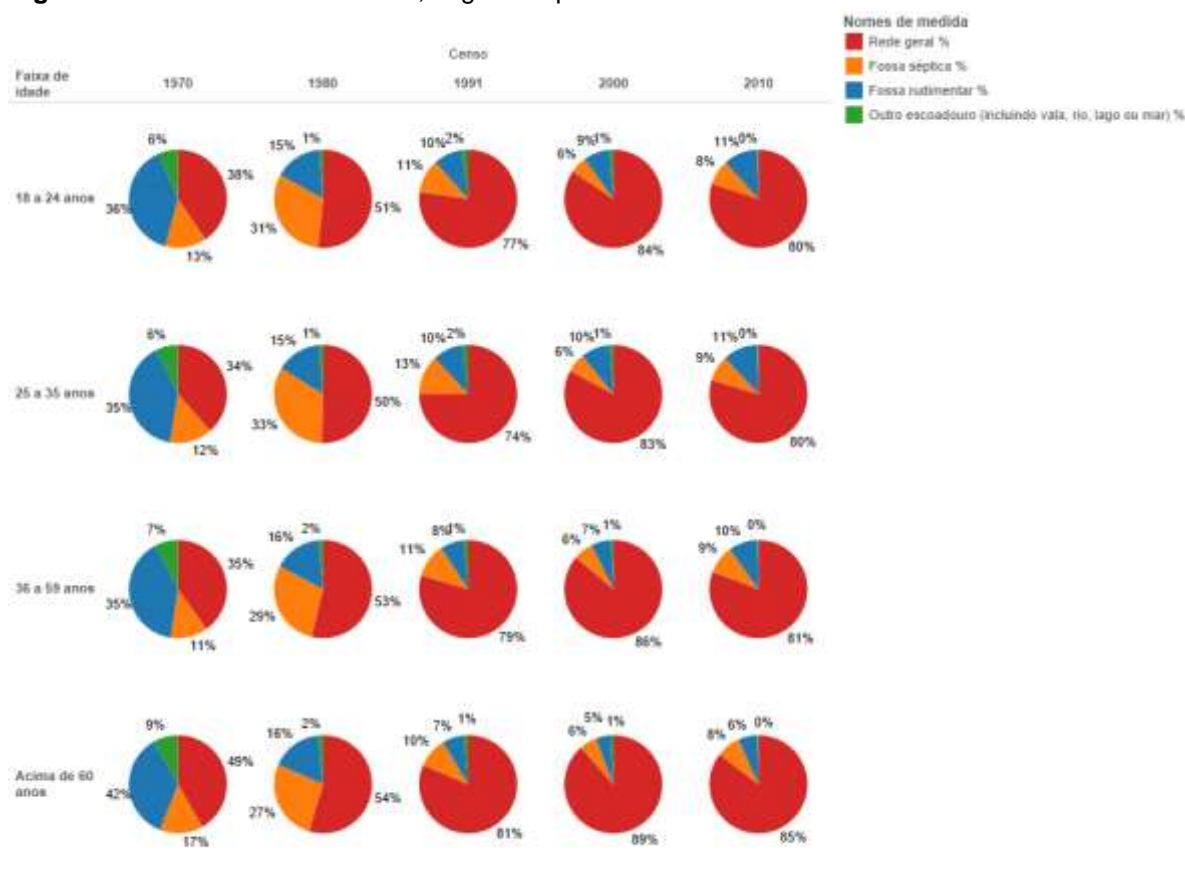 Nomes de medida
Rede geral %
Fossa séptica %
Fossa rudimentar %
Outro escoadouro (incluindo vala, rio, lago ou mar) %
Censo
Faixa de idade 1970 1980 1991 2000 2010
18 a 24 anos
6% 38% 13% 36%
1% 15% 31% 51%
2% 10% 11% 77%
1% 9% 6% 84%
0% 11% 8% 80%
25 a 35 anos
6% 34% 12% 35%
1% 15% 33% 50%
2% 10% 13% 74%
1% 10% 6% 83%
0% 11% 9% 80%
36 a 59 anos
7% 35% 11% 35%
2% 16% 29% 53%
1% 8% 11% 79%
1% 7% 6% 86%
0% 10% 9% 81%
Acima de 60 anos
9% 49% 17% 42%
2% 16% 27% 54%
1% 7% 10% 81%
1% 5% 6% 89%
0% 6% 8% 85%